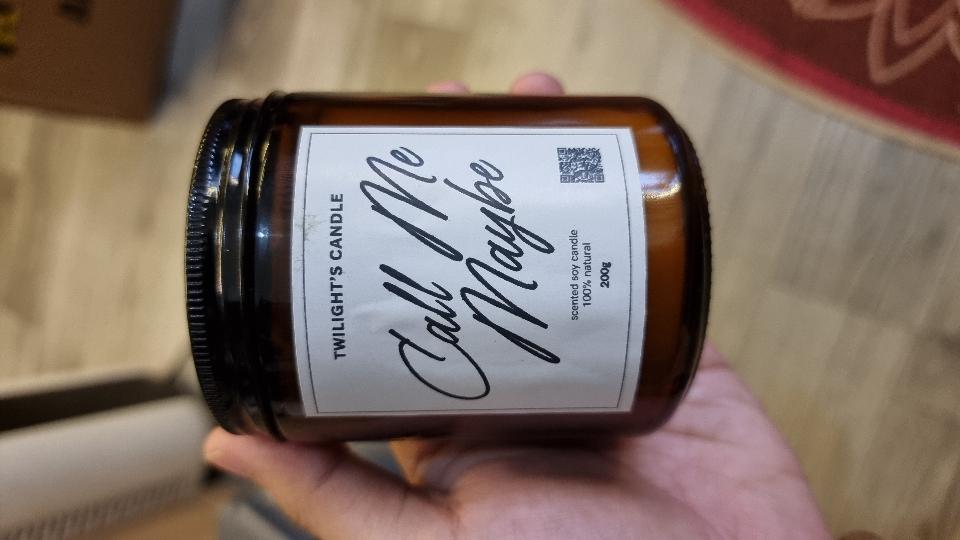 TWILIGHT'S CANDLE
Call Me
Maybe
scented soy candle
100% natural
200g